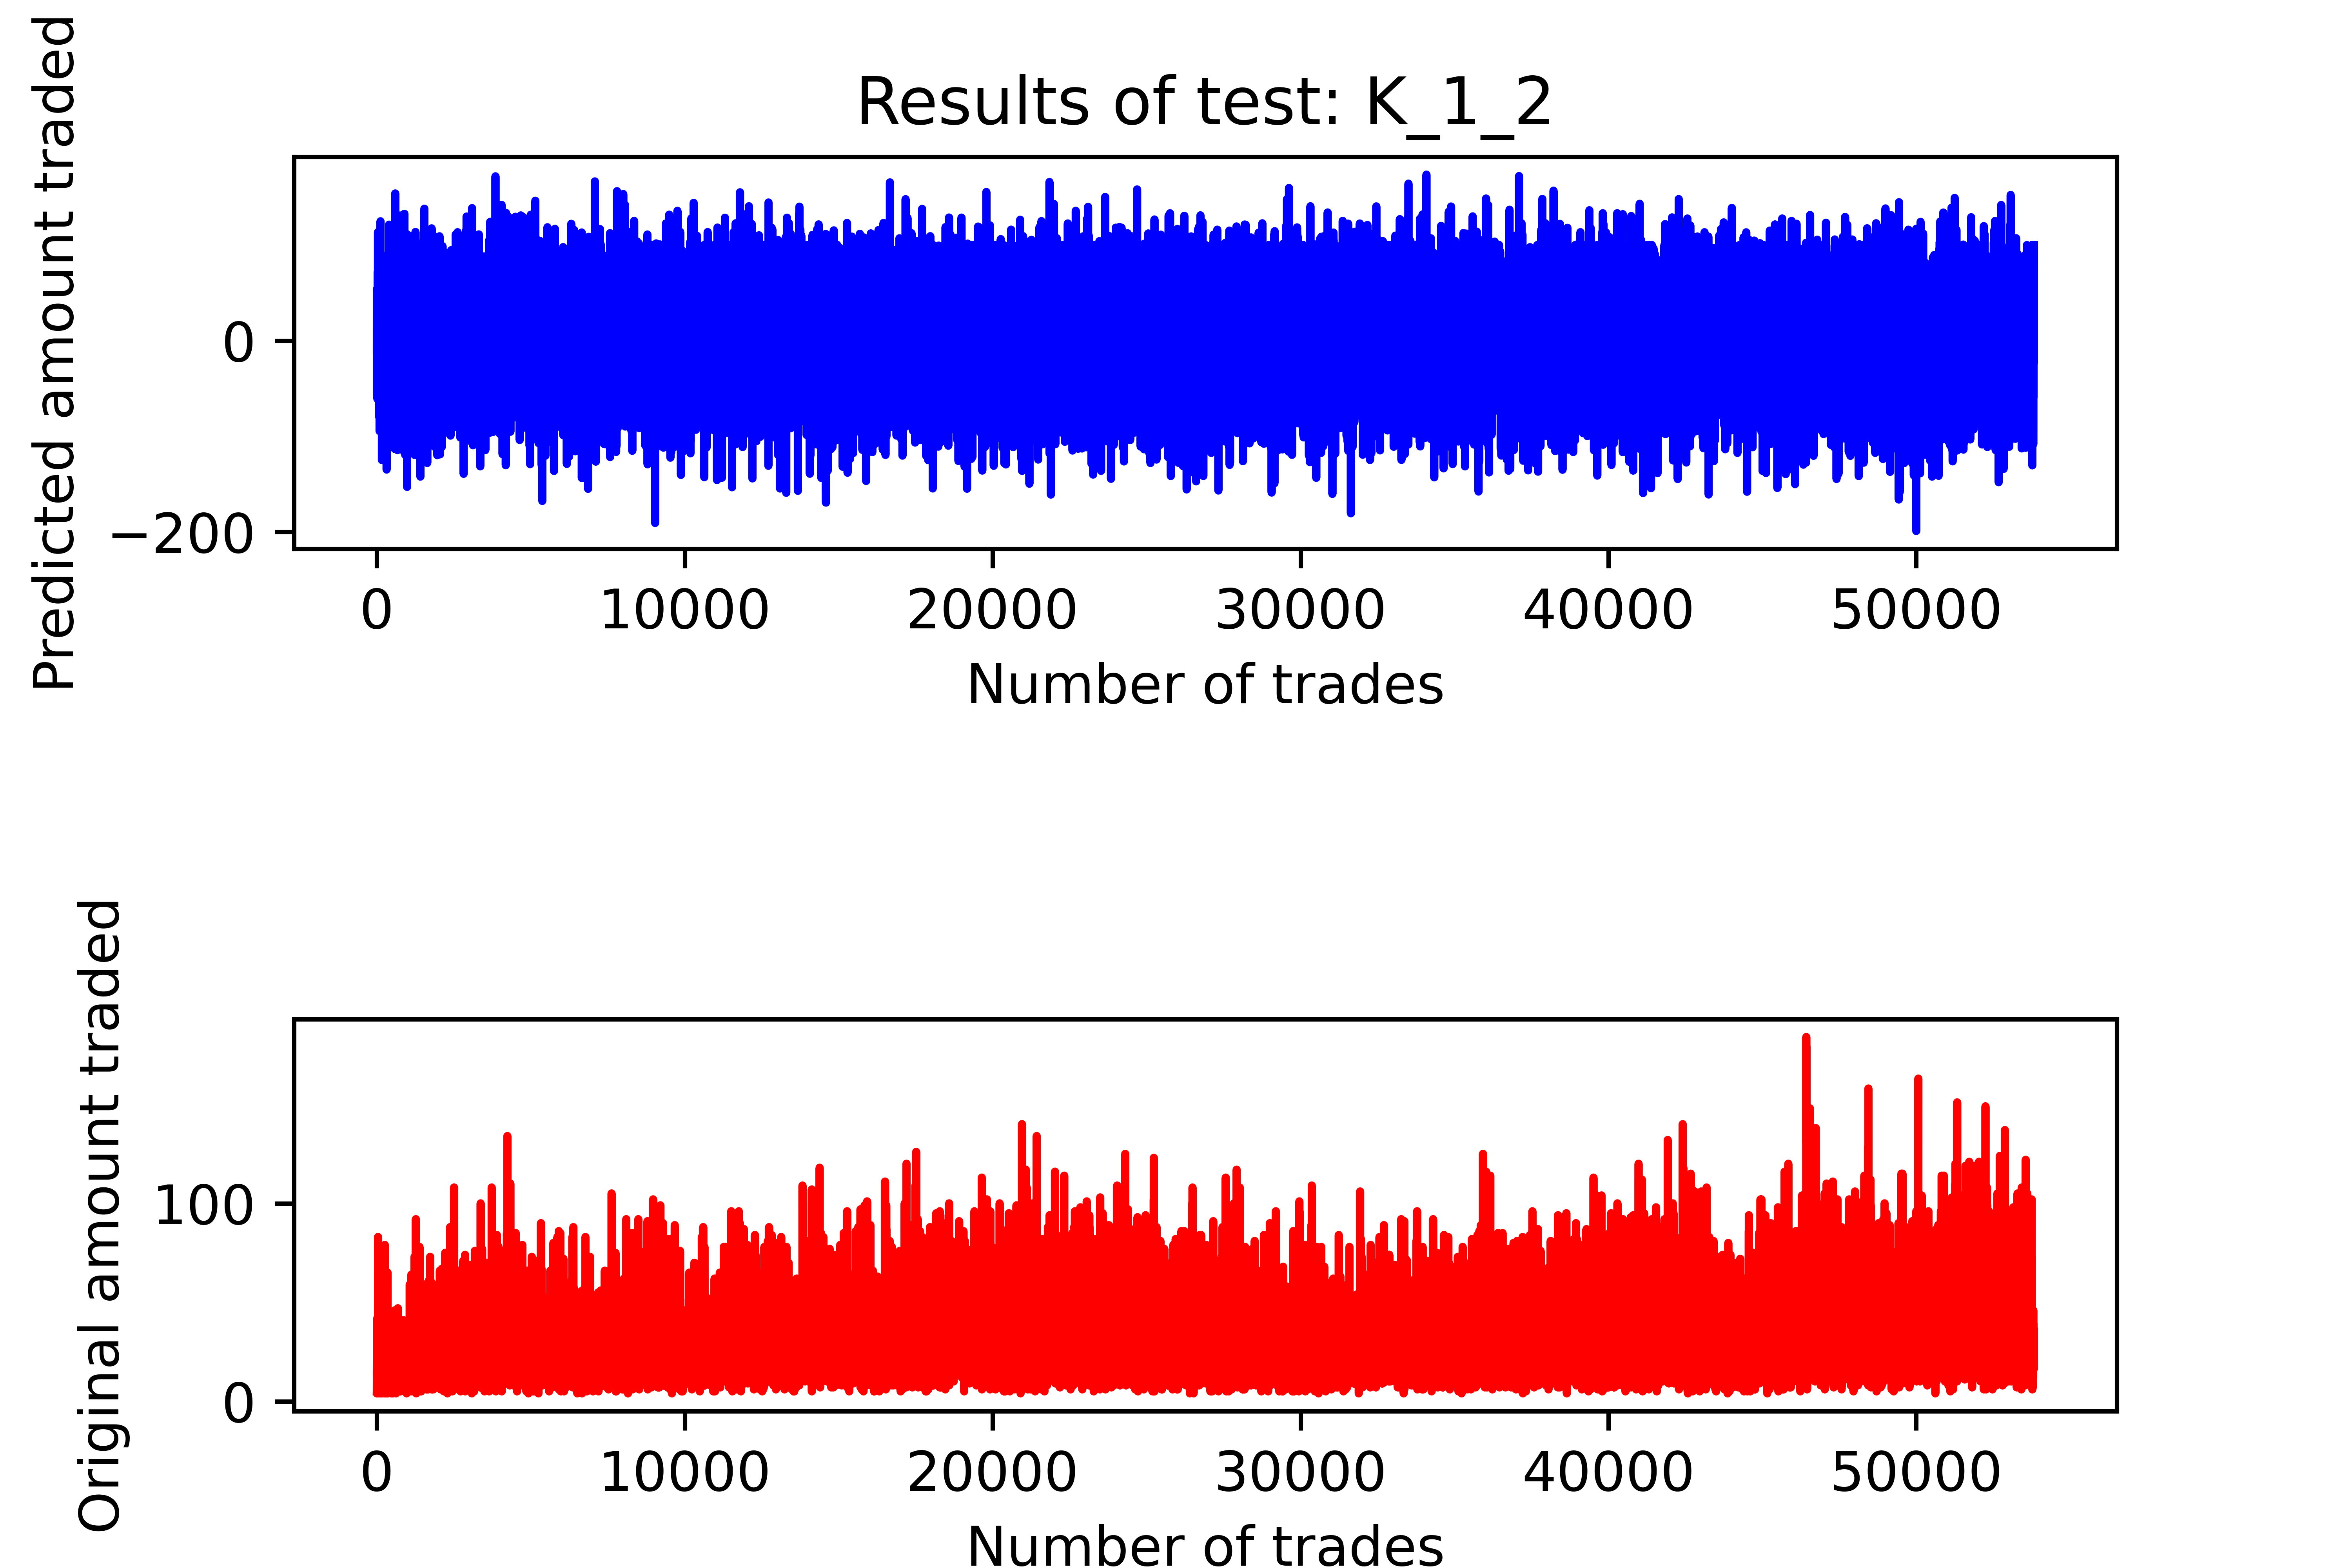 Results of test: K_1_2
Predicted amount traded
0
−200
0 10000 20000 30000 40000 50000
Number of trades
Original amount traded
100
0
0 10000 20000 30000 40000 50000
Number of trades